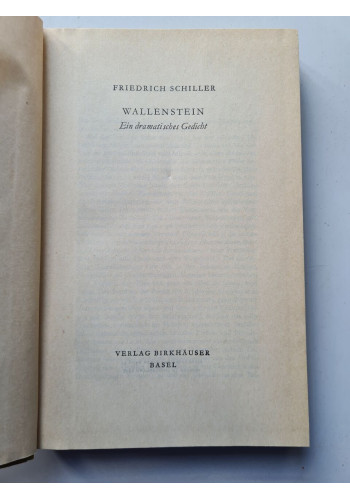 FRIEDRICH SCHILLER
WALLENSTEIN
Ein dramatisches Gedicht
VERLAG BIRKHÄUSER
BASEL